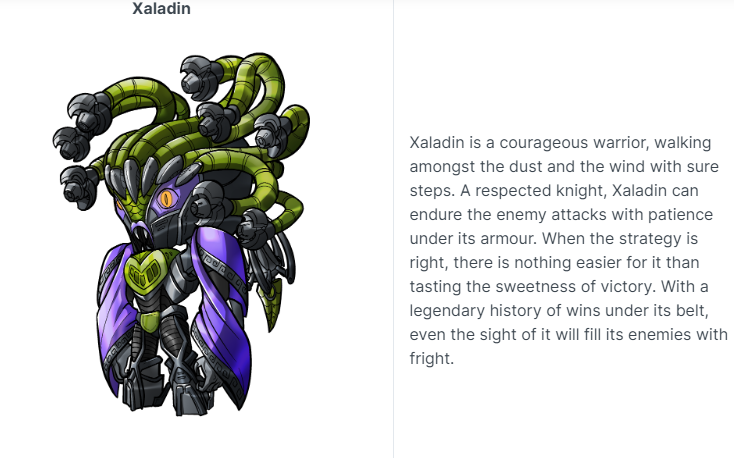 Xaladin
Xaladin is a courageous warrior, walking
amongst the dust and the wind with sure
steps. A respected knight, Xaladin can
endure the enemy attacks with patience
under its armour. When the strategy is
right, there is nothing easier for it than
tasting the sweetness of victory. With a
legendary history of wins under its belt,
even the sight of it will fill its enemies with
fright.